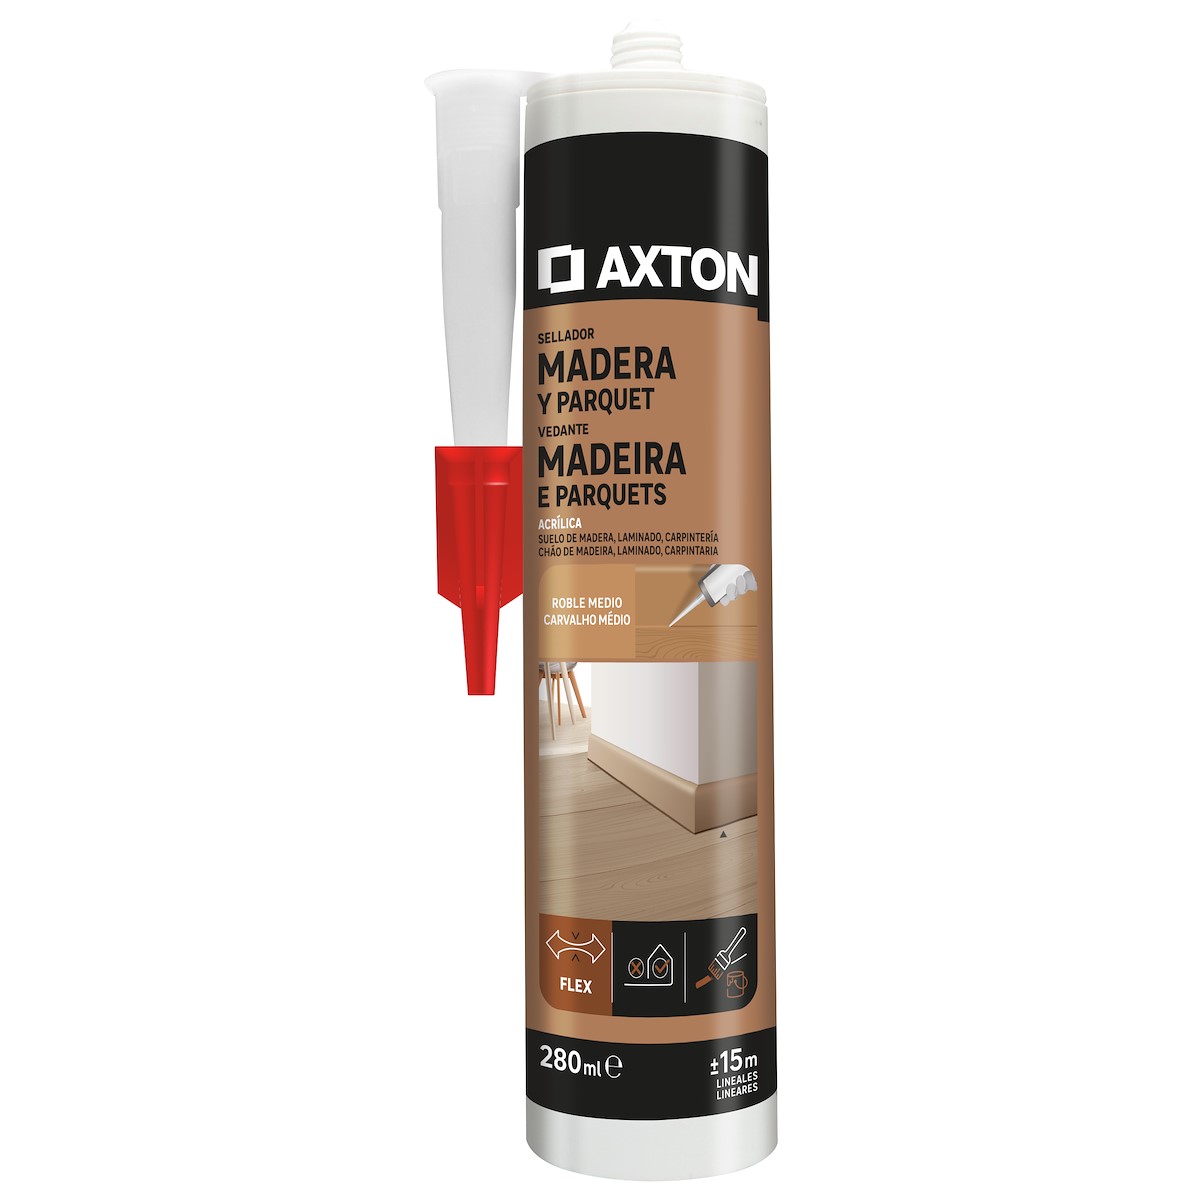 AXTON
SELLADOR
MADERA
Y PARQUET
VEDANTE
MADEIRA
E PARQUETS
ACRÍLICA
SUELO DE MADERA, LAMINADO, CARPINTERÍA
CHÃO DE MADEIRA, LAMINADO, CARPINTARIA
ROBLE MEDIO
CARVALHO MÉDIO
FLEX
280ml ℮
±15m
LINEALES
LINEARES